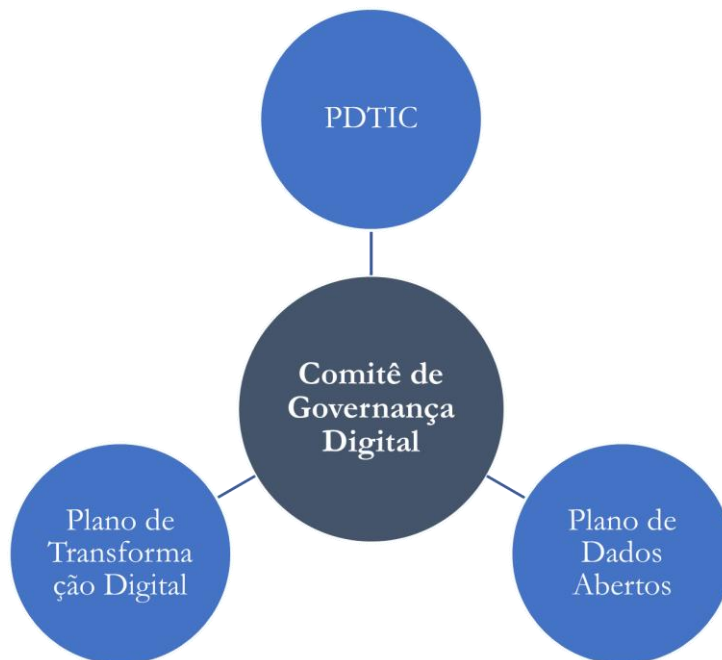 PDTIC
Comitê de
Governança
Digital
Plano de
Transforma
ção Digital
Plano de
Dados
Abertos